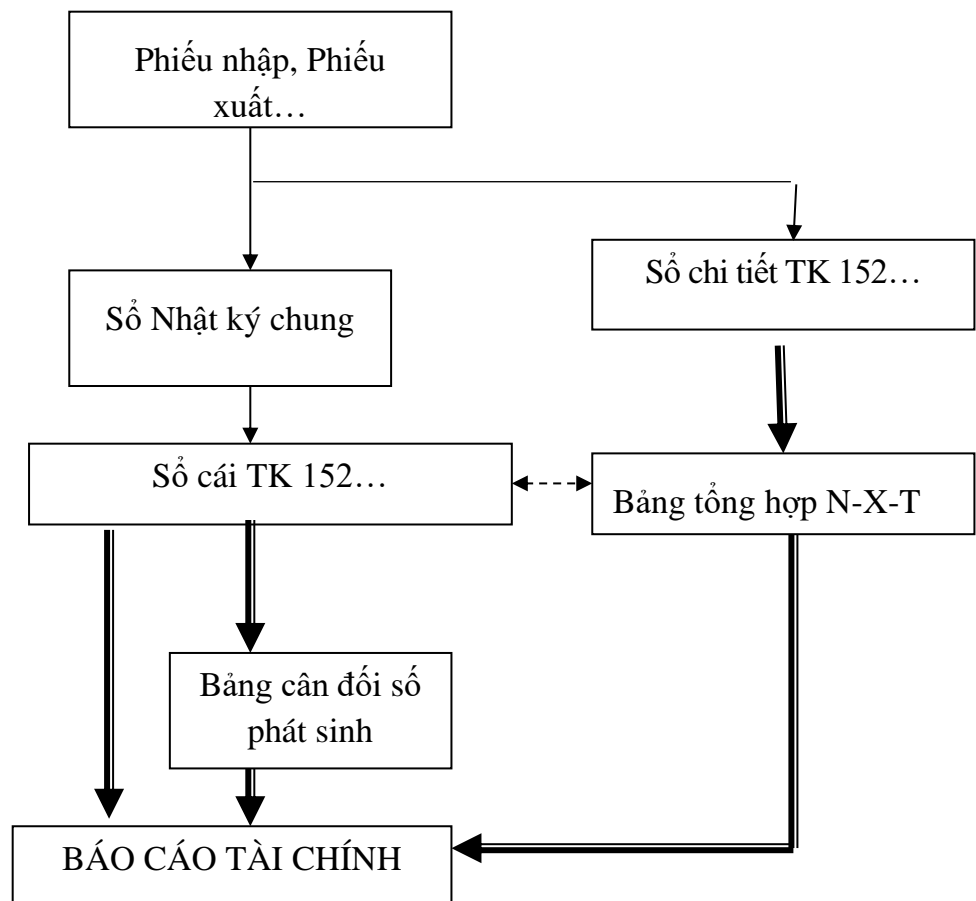 Phiếu nhập, Phiếu
xuất…
Sổ chi tiết TK 152…
Sổ Nhật ký chung
Sổ cái TK 152…
Bảng tổng hợp N-X-T
Bảng cân đối số
phát sinh
BÁO CÁO TÀI CHÍNH